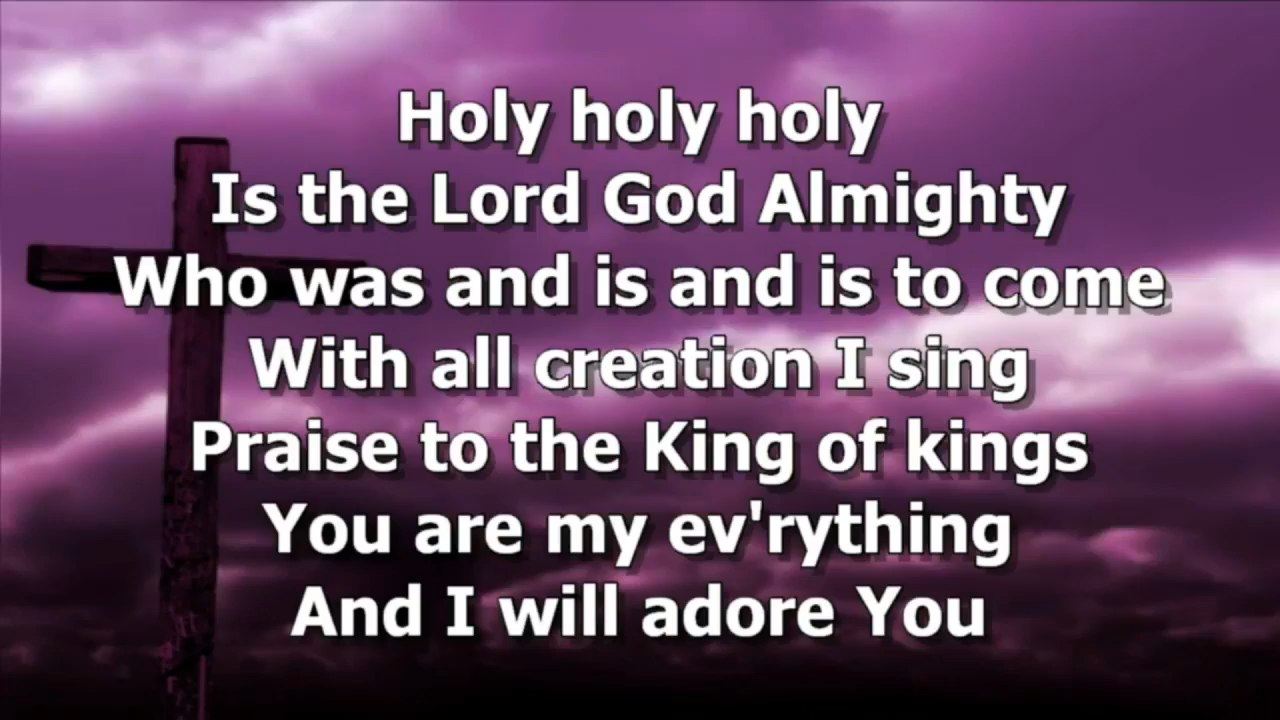 Holy holy holy
Is the Lord God Almighty
Who was and is and is to come
With all creation I sing
Praise to the King of kings
You are my ev'rything
And I will adore You